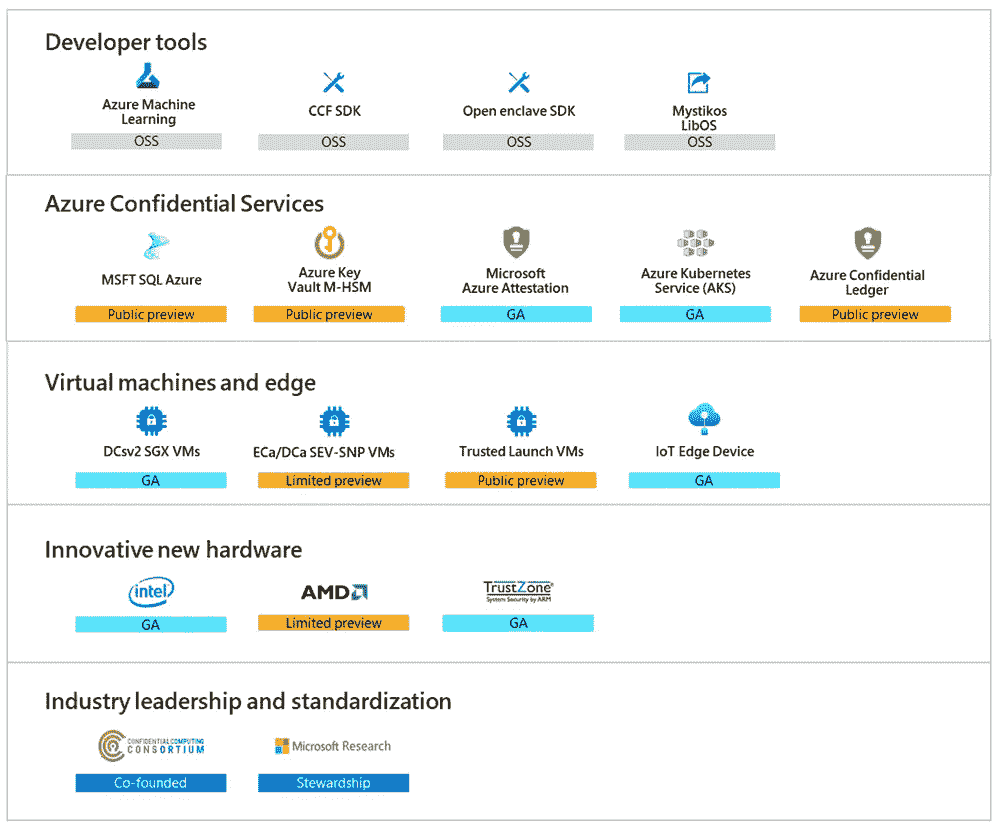 Developer tools
Azure Machine
Learning
OSS
CCF SDK
OSS
Open enclave SDK
OSS
Mystikos
LibOS
OSS
Azure Confidential Services
MSFT SQL Azure
Public preview
Azure Key
Vault M-HSM
Public preview
Microsoft
Azure Attestation
GA
Azure Kubernetes
Service (AKS)
GA
Azure Confidential
Ledger
Public preview
Virtual machines and edge
DCsv2 SGX VMs
GA
ECa/DCa SEV-SNP VMs
Limited preview
Trusted Launch VMs
Public preview
IoT Edge Device
GA
Innovative new hardware
intel
GA
AMD
Limited preview
TrustZone®
System Security by ARM
GA
Industry leadership and standardization
CONFIDENTIAL COMPUTING
CONSORTIUM
Co-founded
Microsoft Research
Stewardship